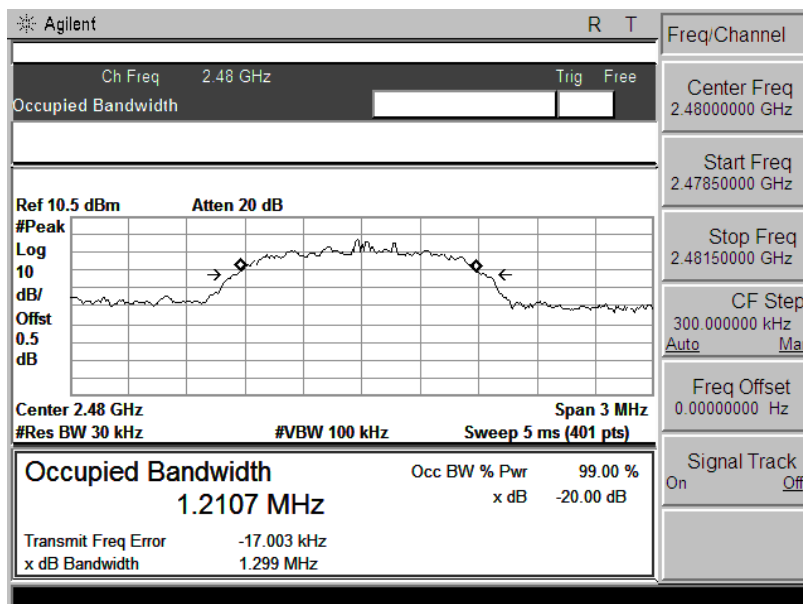 Agilent R T
Ch Freq 2.48 GHz Trig Free
Occupied Bandwidth
Ref 10.5 dBm Atten 20 dB
#Peak
Log
10
dB/
Offst
0.5
dB
Center 2.48 GHz Span 3 MHz
#Res BW 30 kHz #VBW 100 kHz Sweep 5 ms (401 pts)
Occupied Bandwidth
1.2107 MHz
Occ BW % Pwr 99.00 %
x dB -20.00 dB
Transmit Freq Error -17.003 kHz
x dB Bandwidth 1.299 MHz
Freq/Channel
Center Freq
2.48000000 GHz
Start Freq
2.47850000 GHz
Stop Freq
2.48150000 GHz
CF Step
300.000000 kHz
Auto Ma
Freq Offset
0.00000000 Hz
Signal Track
On Off